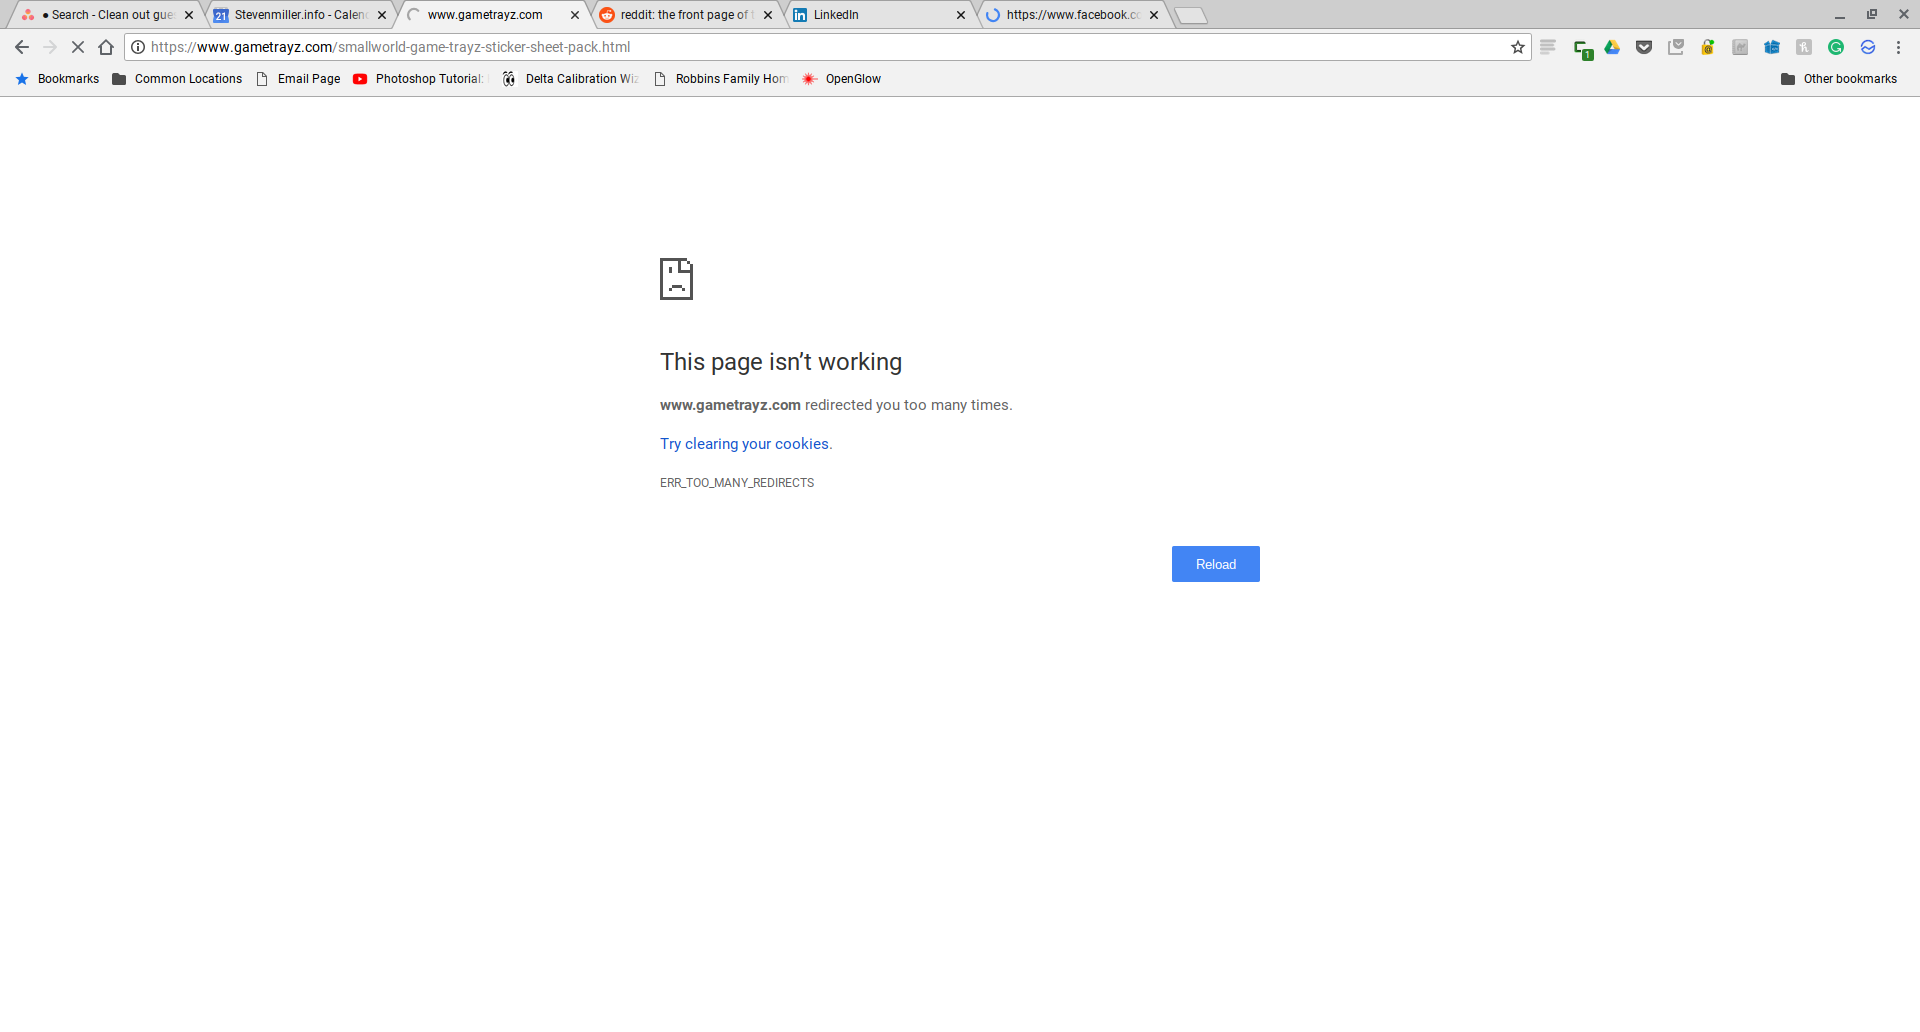 ● Search - Clean out gue
21 Stevenmiller.info - Calen
www.gametrayz.com
reddit: the front page of
LinkedIn
https://www.facebook.c
https://www.gametrayz.com/smallworld-game-trayz-sticker-sheet-pack.html
1
Bookmarks
Common Locations
Email Page
Photoshop Tutorial:
Delta Calibration Wiz
Robbins Family Hom
OpenGlow
Other bookmarks
This page isn’t working
www.gametrayz.com redirected you too many times.
Try clearing your cookies.
ERR_TOO_MANY_REDIRECTS
Reload